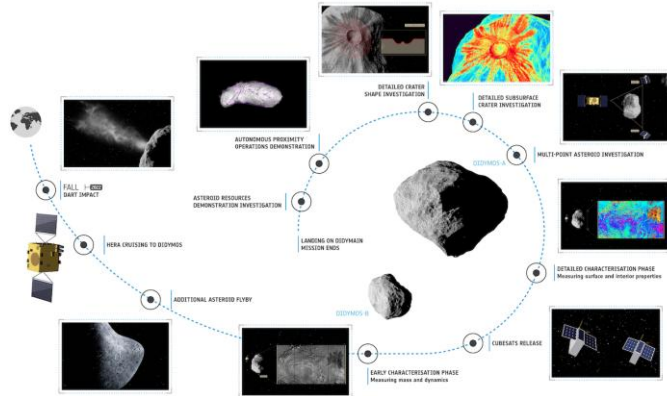 DETAILED CRATER
SHAPE INVESTIGATION
DETAILED SUBSURFACE
CRATER INVESTIGATION
AUTONOMOUS PROXIMITY
OPERATIONS DEMONSTRATION
DIDYMOS-A
MULTI-POINT ASTEROID INVESTIGATION
FALL
DART IMPACT
ASTEROID RESOURCES
DEMONSTRATION INVESTIGATION
HERA CRUISING TO DIDYMOS
LANDING ON DIDYMAIN
MISSION ENDS
DETAILED CHARACTERISATION PHASE
Measuring surface and interior properties
ADDITIONAL ASTEROID FLYBY
DIDYMOS-B
CUBESATS RELEASE
EARLY CHARACTERISATION PHASE
Measuring mass and dynamics